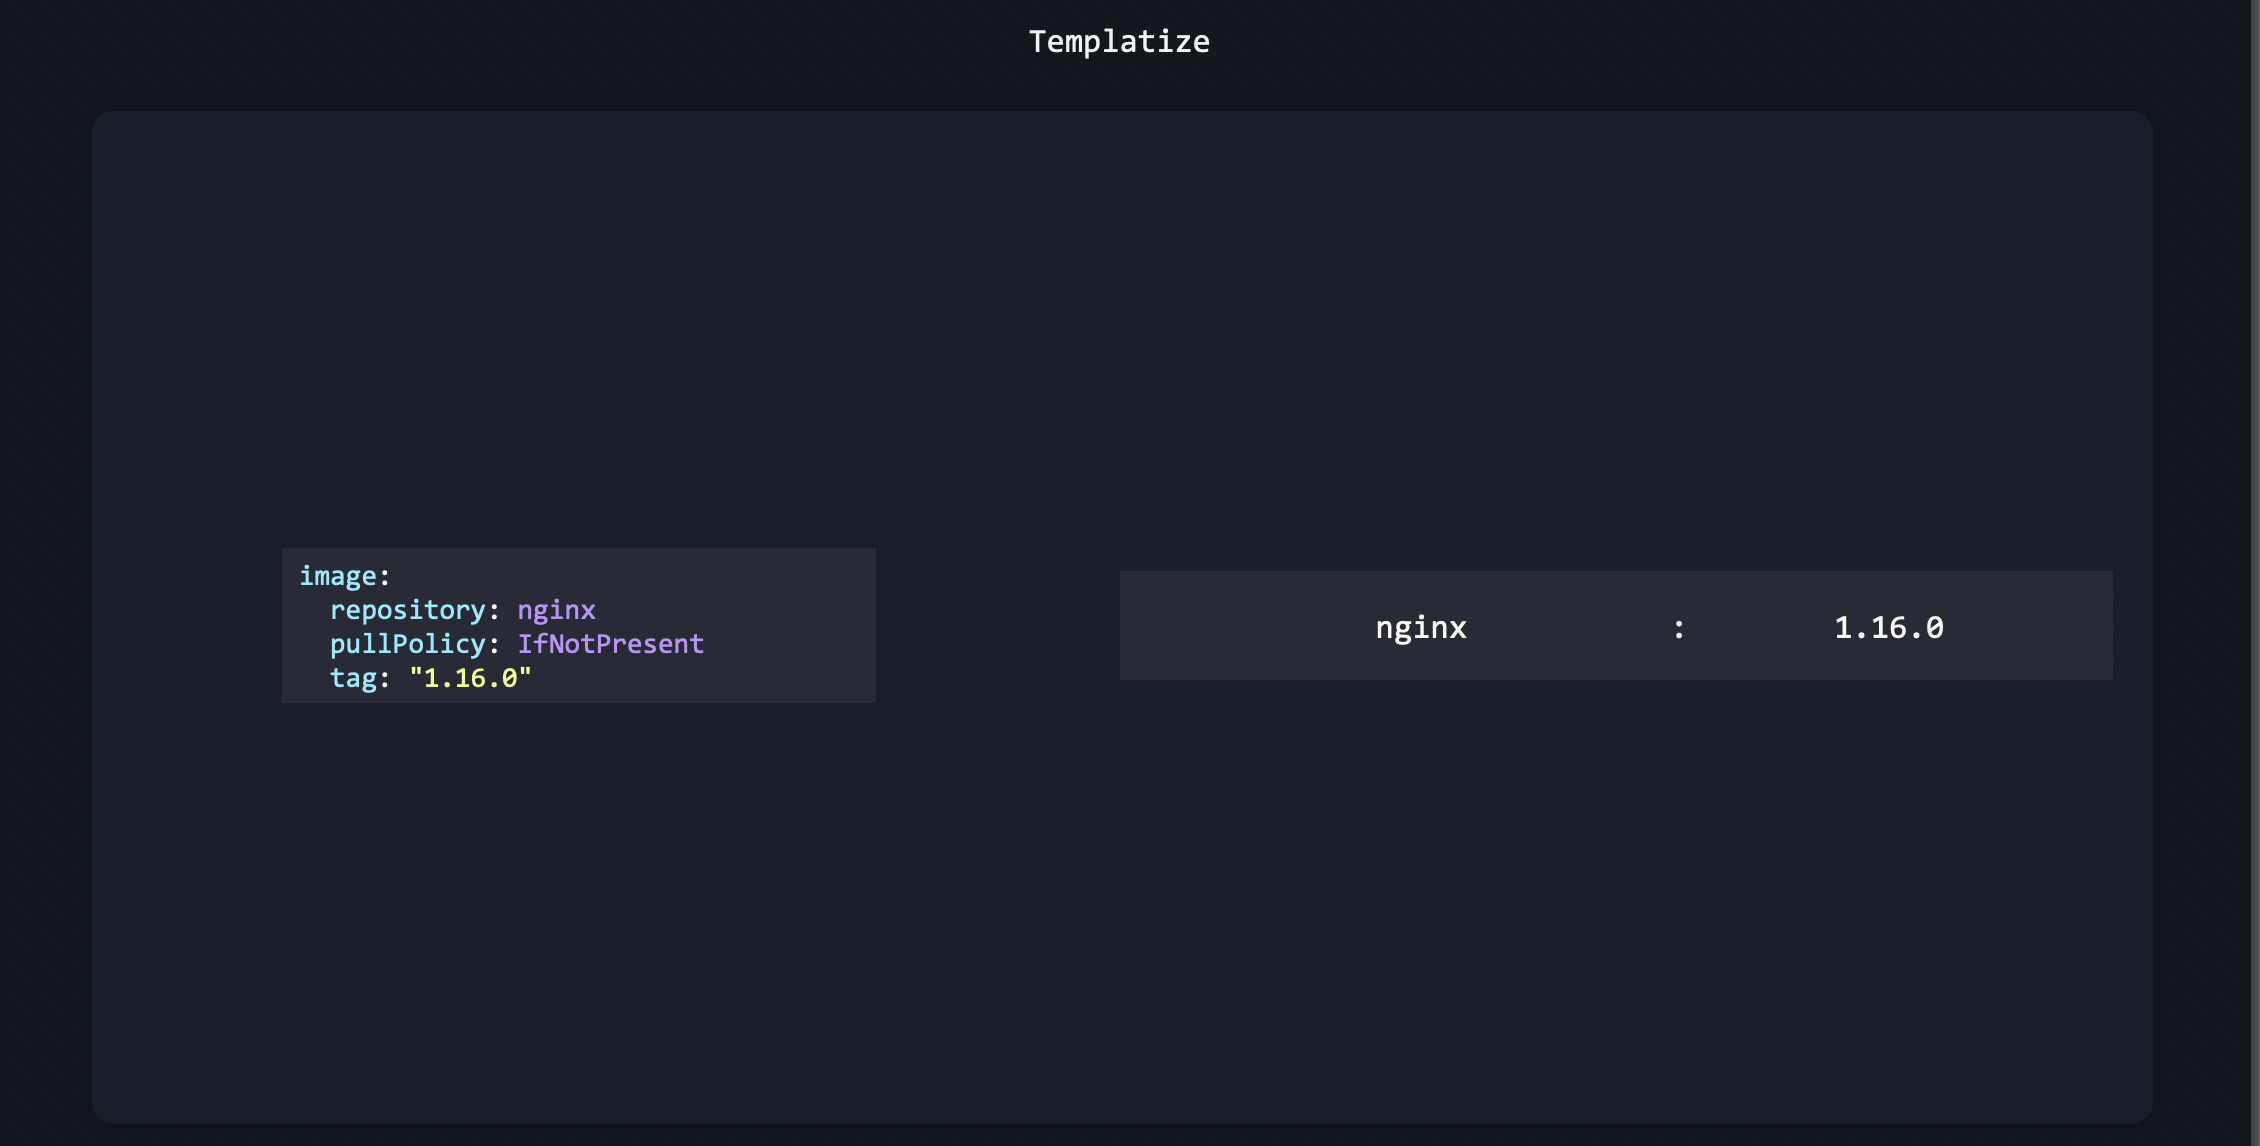 Templatize
image:
  repository: nginx
  pullPolicy: IfNotPresent
  tag: "1.16.0"
nginx : 1.16.0